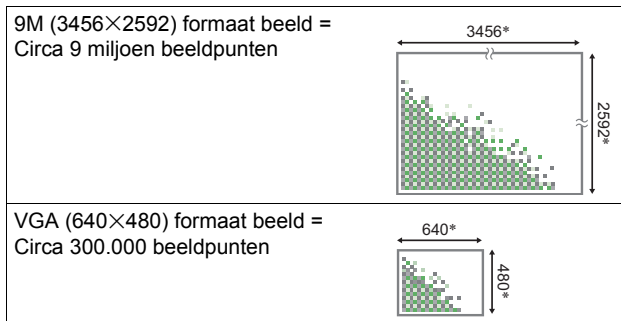 9M (3456×2592) formaat beeld =
Circa 9 miljoen beeldpunten
3456*
2592*
VGA (640×480) formaat beeld =
Circa 300.000 beeldpunten
640*
480*